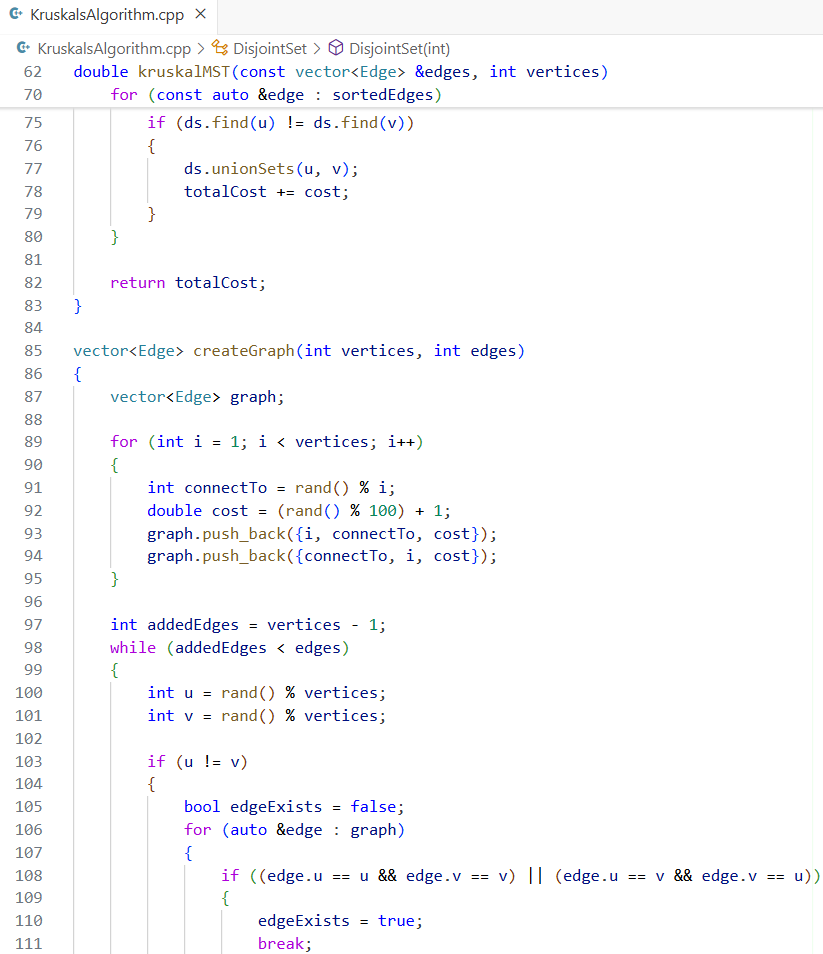 KruskalsAlgorithm.cpp ×
KruskalsAlgorithm.cpp > DisjointSet > DisjointSet(int)
62 double kruskalMST(const vector<Edge> &edges, int vertices)
70     for (const auto &edge : sortedEdges)
75         if (ds.find(u) != ds.find(v))
76         {
77             ds.unionSets(u, v);
78             totalCost += cost;
79         }
80     }
81
82     return totalCost;
83 }
84
85 vector<Edge> createGraph(int vertices, int edges)
86 {
87     vector<Edge> graph;
88
89     for (int i = 1; i < vertices; i++)
90     {
91         int connectTo = rand() % i;
92         double cost = (rand() % 100) + 1;
93         graph.push_back({i, connectTo, cost});
94         graph.push_back({connectTo, i, cost});
95     }
96
97     int addedEdges = vertices - 1;
98     while (addedEdges < edges)
99     {
100         int u = rand() % vertices;
101         int v = rand() % vertices;
102
103         if (u != v)
104         {
105             bool edgeExists = false;
106             for (auto &edge : graph)
107             {
108                 if ((edge.u == u && edge.v == v) || (edge.u == v && edge.v == u))
109                 {
110                     edgeExists = true;
111                     break;